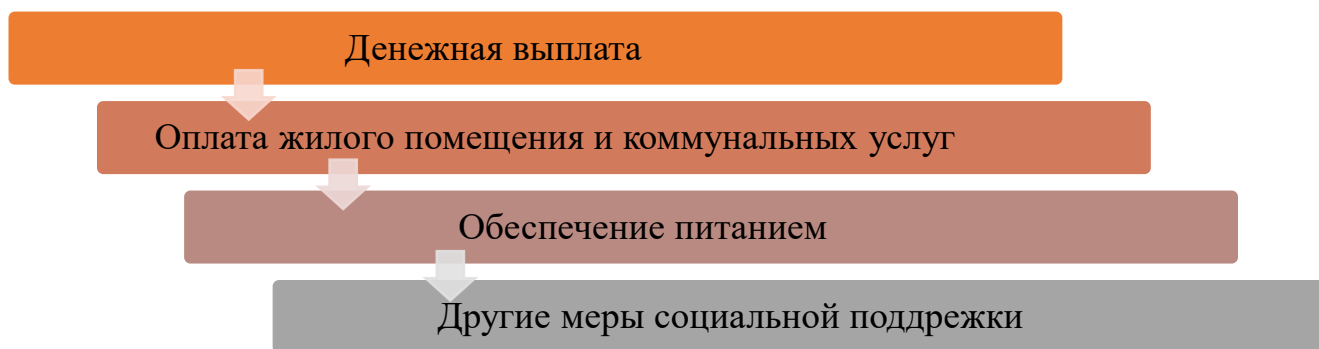 Денежная выплата
Оплата жилого помещения и коммунальных услуг
Обеспечение питанием
Другие меры социальной поддрежки